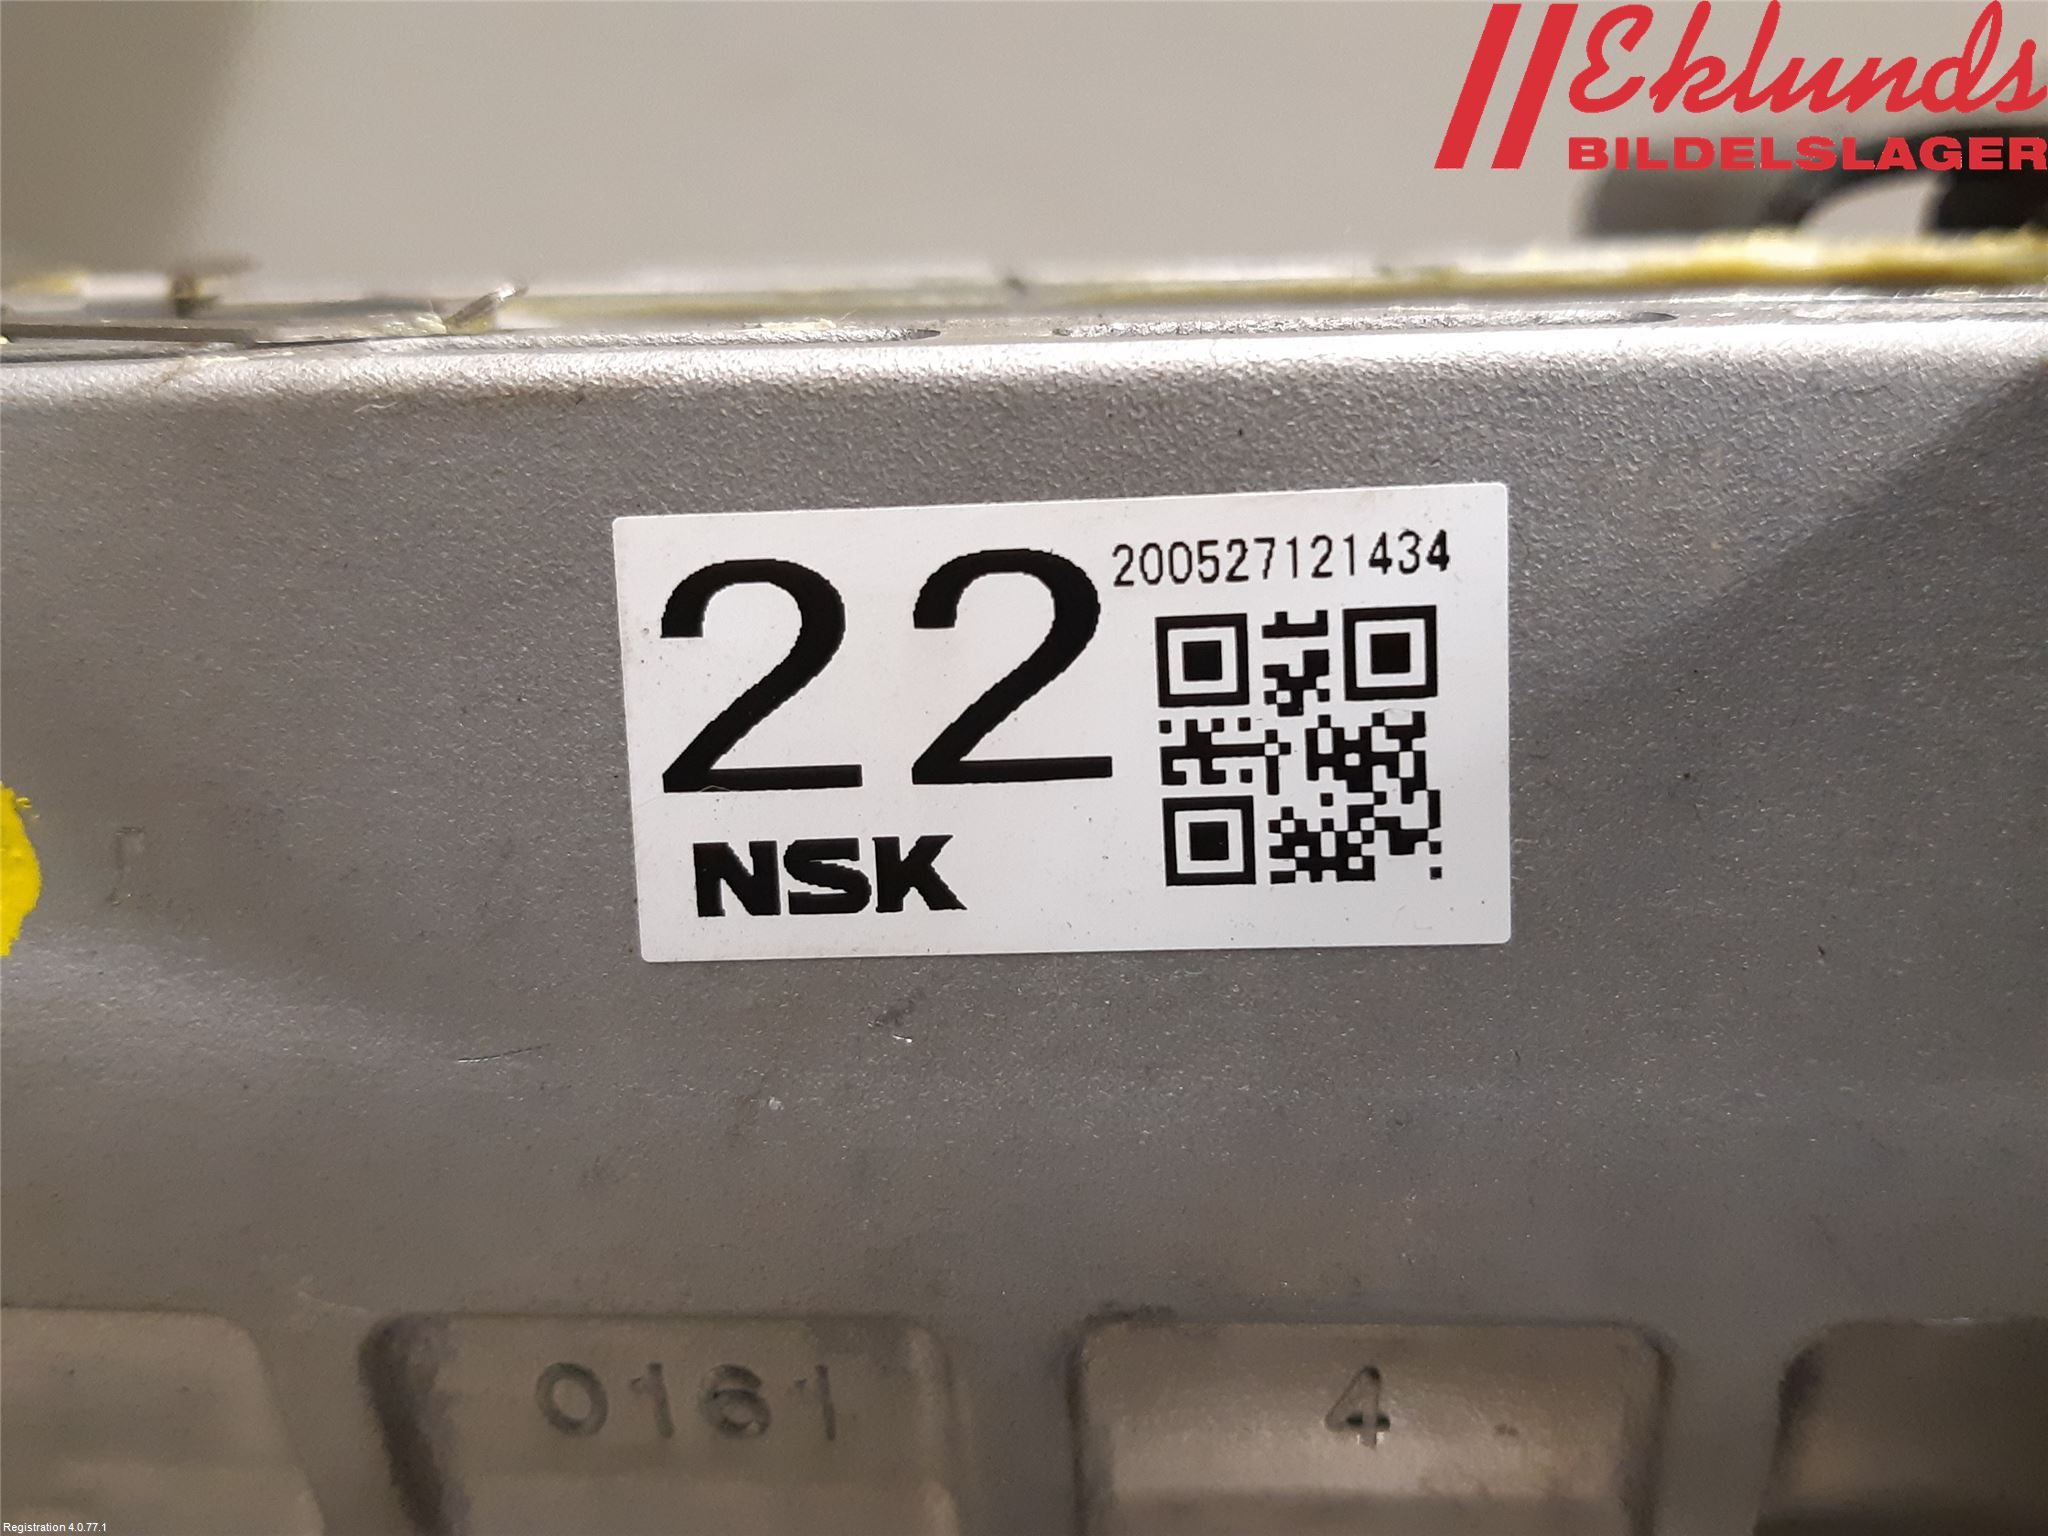 Eklunds
BILDELSLAGER
22
200527121434
NSK
0161
4
Registration 4.0.77.1